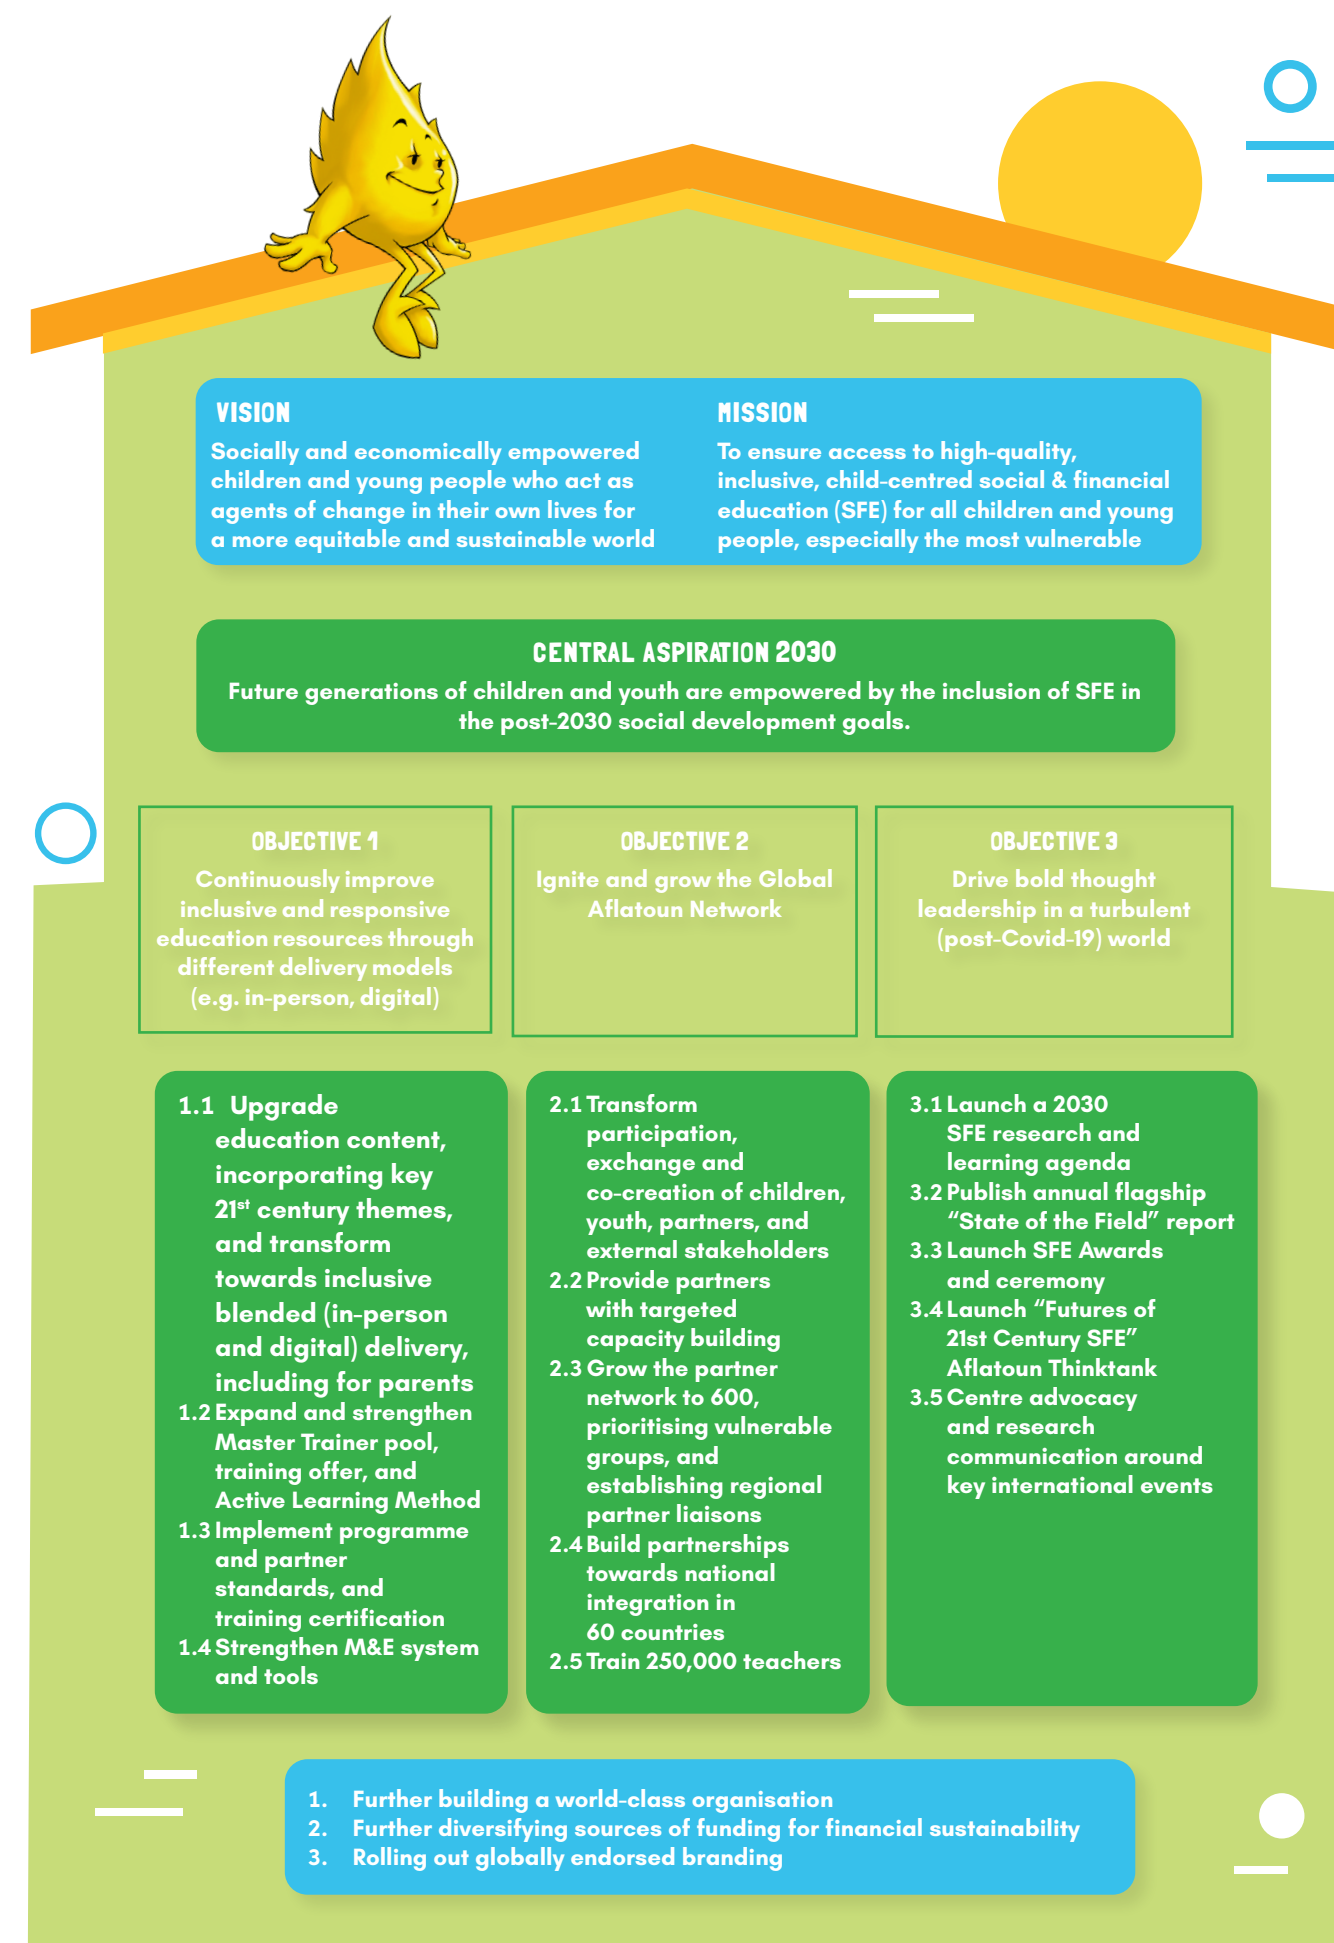 VISION
Socially and economically empowered
children and young people who act as
agents of change in their own lives for
a more equitable and sustainable world
MISSION
To ensure access to high-quality,
inclusive, child-centred social & financial
education (SFE) for all children and young
people, especially the most vulnerable
CENTRAL ASPIRATION 2030
Future generations of children and youth are empowered by the inclusion of SFE in
the post-2030 social development goals.
OBJECTIVE 1
Continuously improve
inclusive and responsive
education resources through
different delivery models
(e.g. in-person, digital)
OBJECTIVE 2
Ignite and grow the Global
Aflatoun Network
OBJECTIVE 3
Drive bold thought
leadership in a turbulent
(post-Covid-19) world
1.1 Upgrade
education content,
incorporating key
21st century themes,
and transform
towards inclusive
blended (in-person
and digital) delivery,
including for parents
1.2 Expand and strengthen
Master Trainer pool,
training offer, and
Active Learning Method
1.3 Implement programme
and partner
standards, and
training certification
1.4 Strengthen M&E system
and tools
2.1 Transform
participation,
exchange and
co-creation of children,
youth, partners, and
external stakeholders
2.2 Provide partners
with targeted
capacity building
2.3 Grow the partner
network to 600,
prioritising vulnerable
groups, and
establishing regional
partner liaisons
2.4 Build partnerships
towards national
integration in
60 countries
2.5 Train 250,000 teachers
3.1 Launch a 2030
SFE research and
learning agenda
3.2 Publish annual flagship
“State of the Field” report
3.3 Launch SFE Awards
and ceremony
3.4 Launch “Futures of
21st Century SFE”
Aflatoun Thinktank
3.5 Centre advocacy
and research
communication around
key international events
1. Further building a world-class organisation
2. Further diversifying sources of funding for financial sustainability
3. Rolling out globally endorsed branding